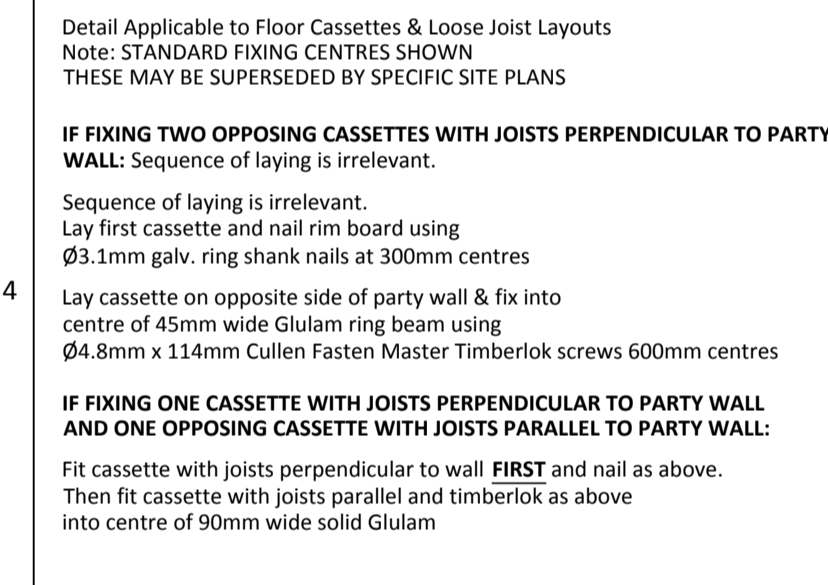 Detail Applicable to Floor Cassettes & Loose Joist Layouts
Note: STANDARD FIXING CENTRES SHOWN
THESE MAY BE SUPERSEDED BY SPECIFIC SITE PLANS
IF FIXING TWO OPPOSING CASSETTES WITH JOISTS PERPENDICULAR TO PARTY
WALL: Sequence of laying is irrelevant.
Sequence of laying is irrelevant.
Lay first cassette and nail rim board using
Ø3.1mm galv. ring shank nails at 300mm centres
4
Lay cassette on opposite side of party wall & fix into
centre of 45mm wide Glulam ring beam using
Ø4.8mm x 114mm Cullen Fasten Master Timberlok screws 600mm centres
IF FIXING ONE CASSETTE WITH JOISTS PERPENDICULAR TO PARTY WALL
AND ONE OPPOSING CASSETTE WITH JOISTS PARALLEL TO PARTY WALL:
Fit cassette with joists perpendicular to wall FIRST and nail as above.
Then fit cassette with joists parallel and timberlok as above
into centre of 90mm wide solid Glulam